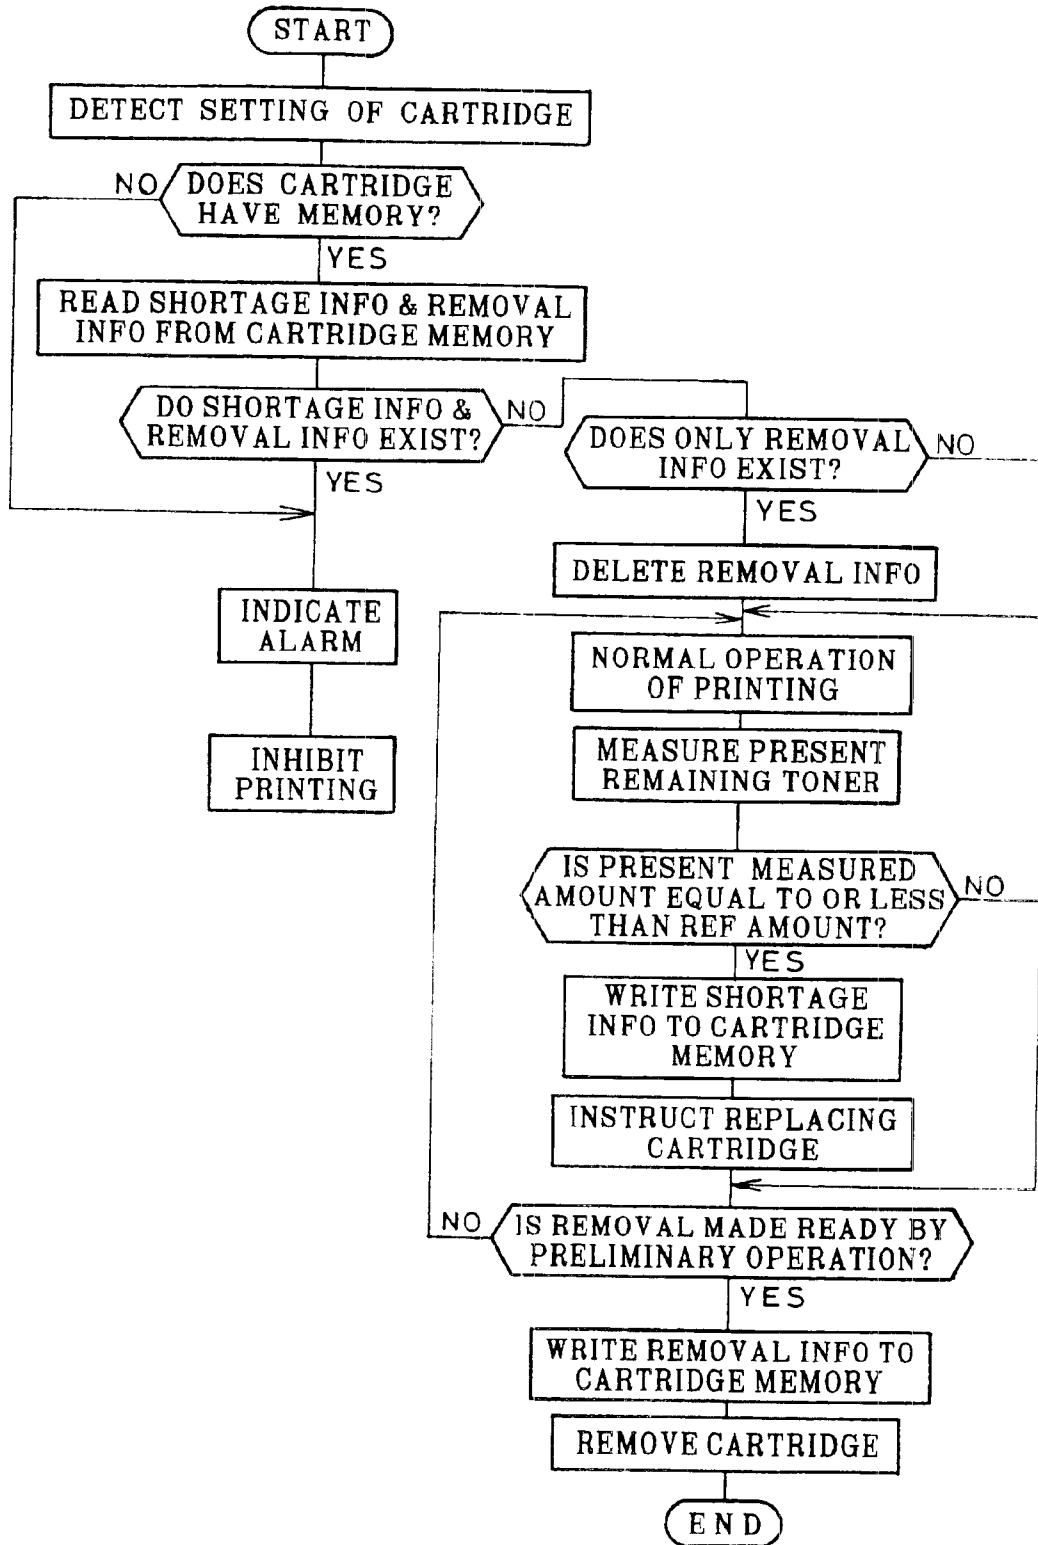 START
DETECT SETTING OF CARTRIDGE
NO
DOES CARTRIDGE
HAVE MEMORY?
YES
READ SHORTAGE INFO & REMOVAL
INFO FROM CARTRIDGE MEMORY
DO SHORTAGE INFO &
REMOVAL INFO EXIST?
NO
YES
INDICATE
ALARM
INHIBIT
PRINTING
DOES ONLY REMOVAL
INFO EXIST?
NO
YES
DELETE REMOVAL INFO
NORMAL OPERATION
OF PRINTING
MEASURE PRESENT
REMAINING TONER
IS PRESENT MEASURED
AMOUNT EQUAL TO OR LESS
THAN REF AMOUNT?
NO
YES
WRITE SHORTAGE
INFO TO CARTRIDGE
MEMORY
INSTRUCT REPLACING
CARTRIDGE
NO
IS REMOVAL MADE READY BY
PRELIMINARY OPERATION?
YES
WRITE REMOVAL INFO TO
CARTRIDGE MEMORY
REMOVE CARTRIDGE
END